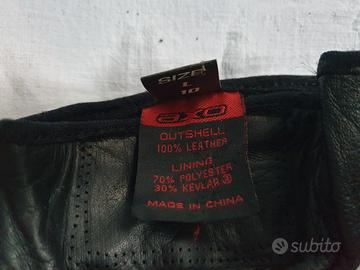 SIZE
L
10
AXO
OUTSHELL
100% LEATHER
LINING
70% POLYESTER
30% KEVLAR®
MADE IN CHINA
subito